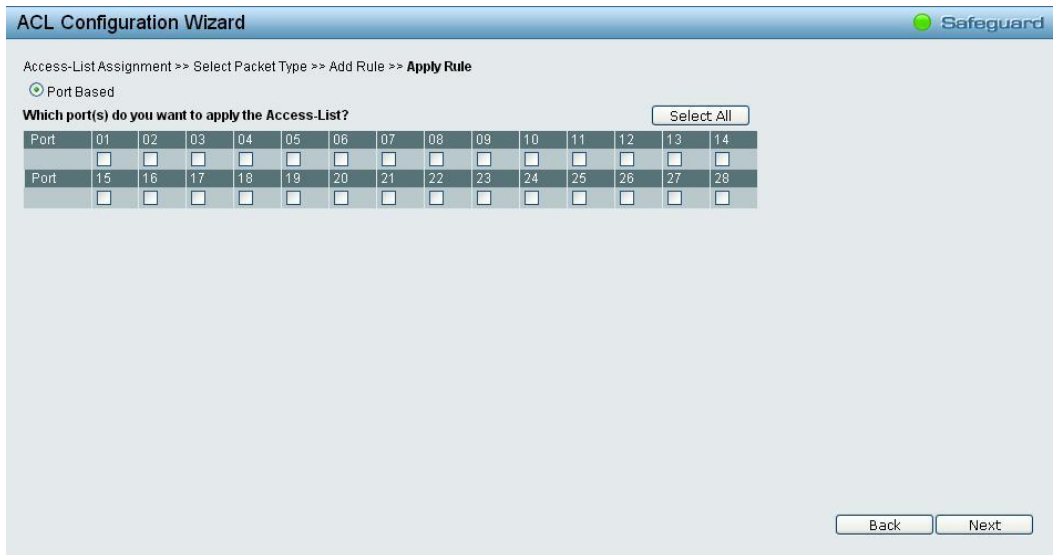 ACL Configuration Wizard
Safeguard
Access-List Assignment >> Select Packet Type >> Add Rule >> Apply Rule
Port Based
Which port(s) do you want to apply the Access-List?
Select All
Port 01 02 03 04 05 06 07 08 09 10 11 12 13 14
Port 15 16 17 18 19 20 21 22 23 24 25 26 27 28
Back Next